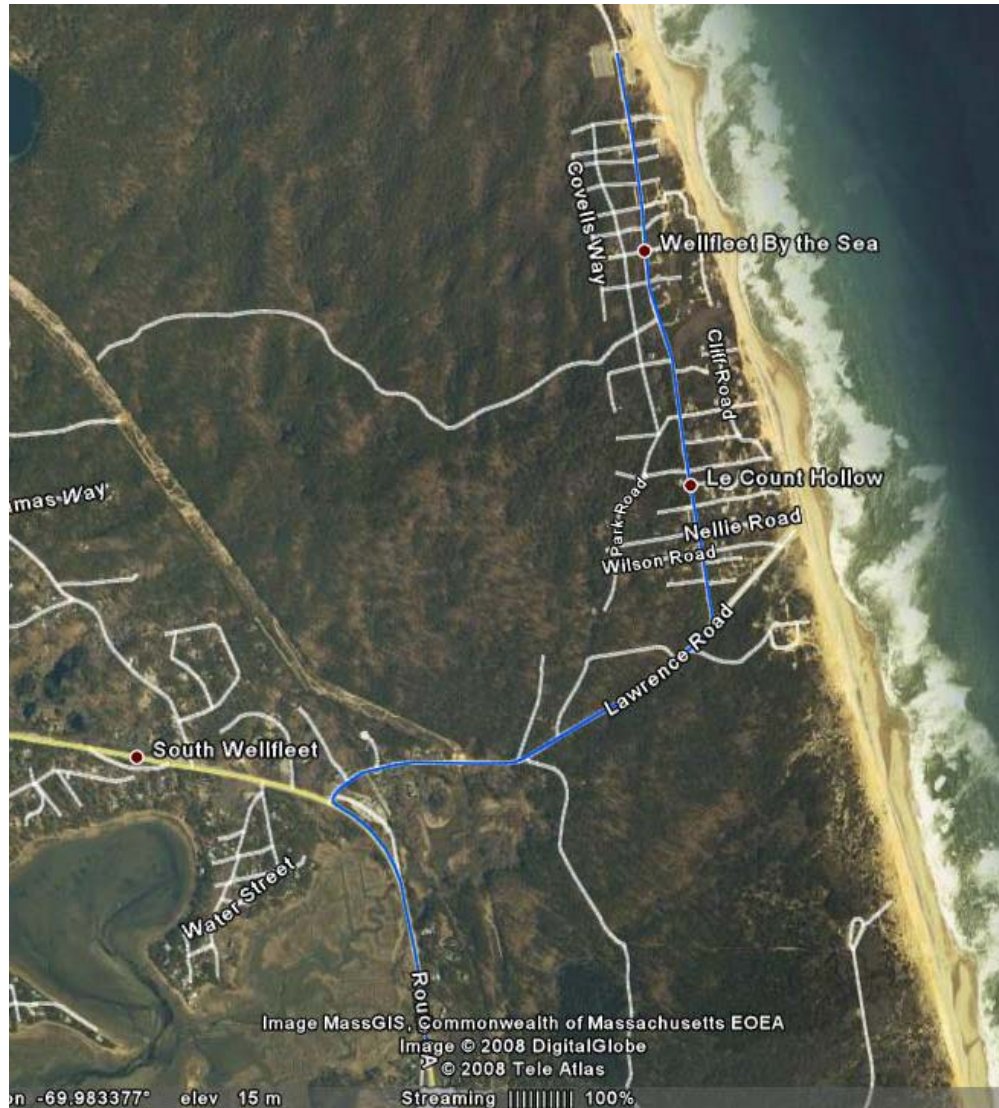 Covells Way
Wellfleet By the Sea
Cliff Road
Le Count Hollow
Park Road
Nellie Road
Wilson Road
amas Way
Lawrence Road
South Wellfleet
Water Street
Image MassGIS, Commonwealth of Massachusetts EOEA
Image © 2008 DigitalGlobe
© 2008 Tele Atlas
on -69.983377° elev 15 m Streaming ||||||||| 100%